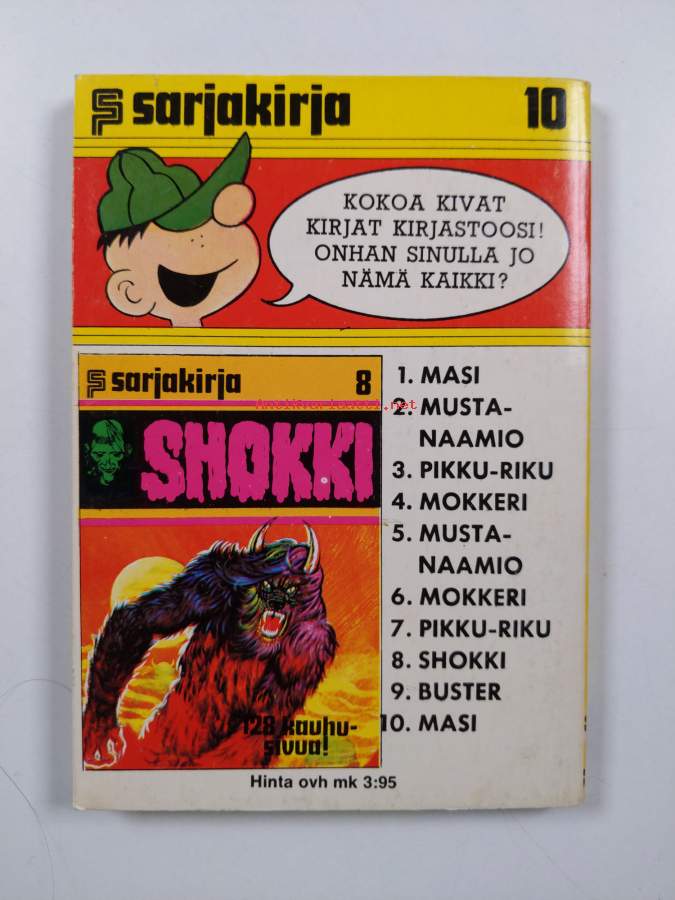 sarjakirja 10
KOKOA KIVAT
KIRJAT KIRJASTOOSI!
ONHAN SINULLA JO
NÄMÄ KAIKKI?
sarjakirja 8
SHOKKI
128 kauhu-
sivua!
Antikvariaatti.net
1. MASI
2. MUSTA-
NAAMIO
3. PIKKU-RIKU
4. MOKKERI
5. MUSTA-
NAAMIO
6. MOKKERI
7. PIKKU-RIKU
8. SHOKKI
9. BUSTER
10. MASI
Hinta ovh mk 3:95